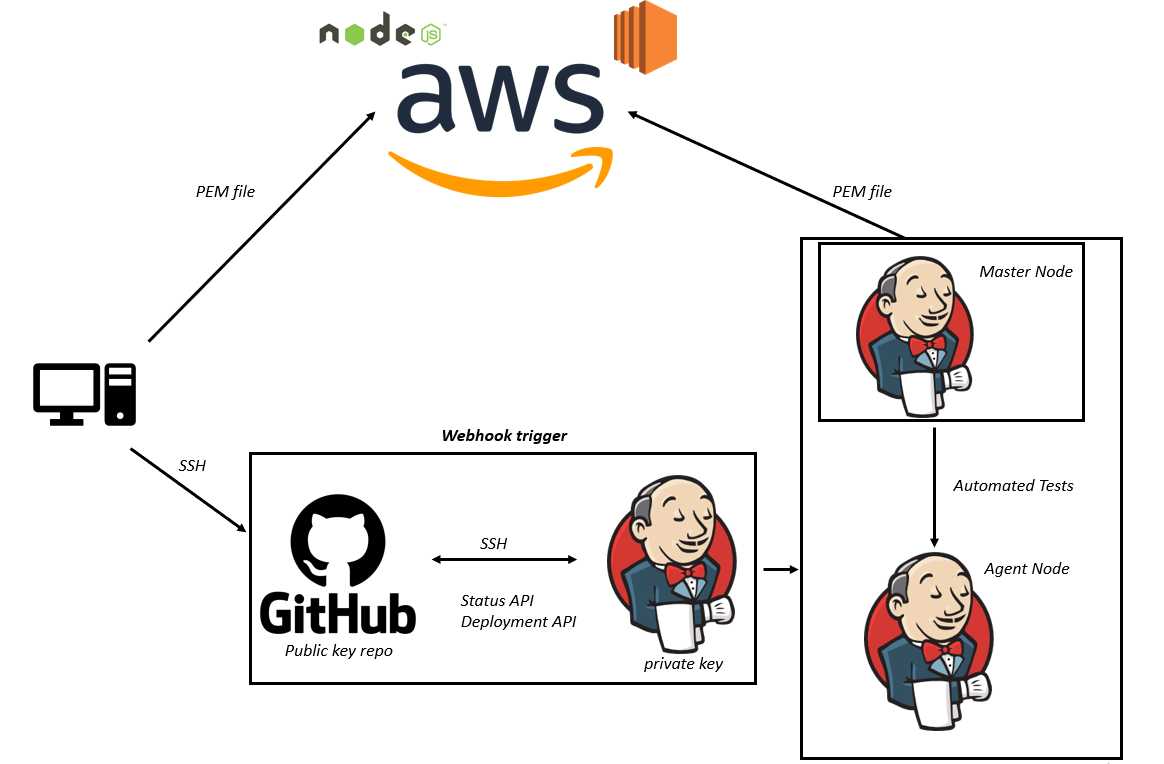 node JS
aws
PEM file
PEM file
Master Node
Webhook trigger
SSH
Automated Tests
SSH
Agent Node
Status API
Deployment API
GitHub
Public key repo
private key